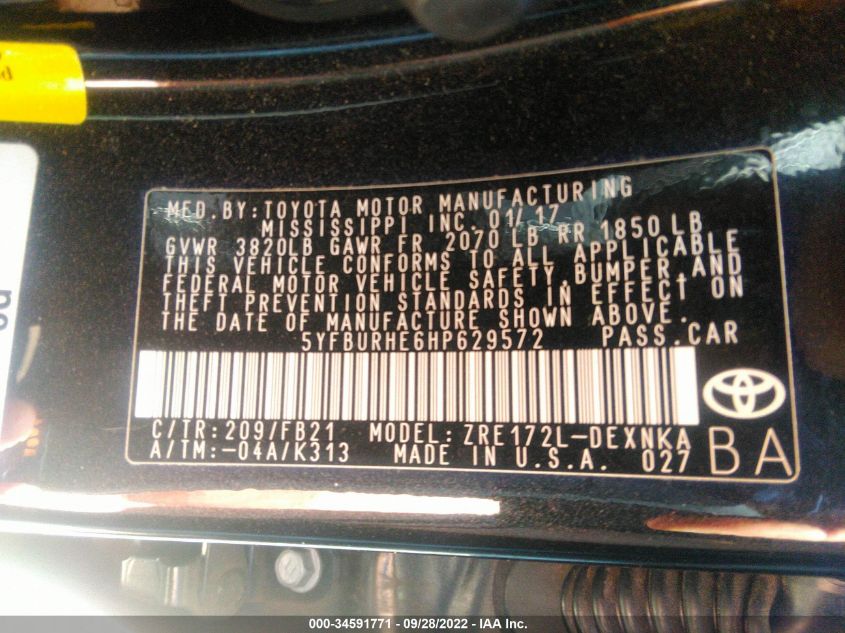 MFD.BY:TOYOTA MOTOR MANUFACTURING
MISSISSIPPI INC. 01/17
GVWR 3820LB GAWR FR 2070 LB RR 1850 LB
THIS VEHICLE CONFORMS TO ALL APPLICABLE
FEDERAL MOTOR VEHICLE SAFETY,BUMPER,AND
THEFT PREVENTION STANDARDS IN EFFECT ON
THE DATE OF MANUFACTURE SHOWN ABOVE.
5YFBURHE6HP629572 PASS.CAR
C/TR:209/FB21 MODEL:ZRE172L-DEXNKA
A/TM:-04A/K313 MADE IN U.S.A. 027
BA
000-34591771 - 09/28/2022 - IAA Inc.